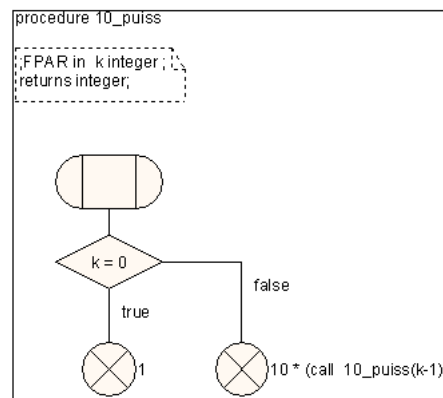 procedure 10_puiss
;FPAR in k integer ;
returns integer;
k = 0
false
true
1
10 * (call 10_puiss(k-1)